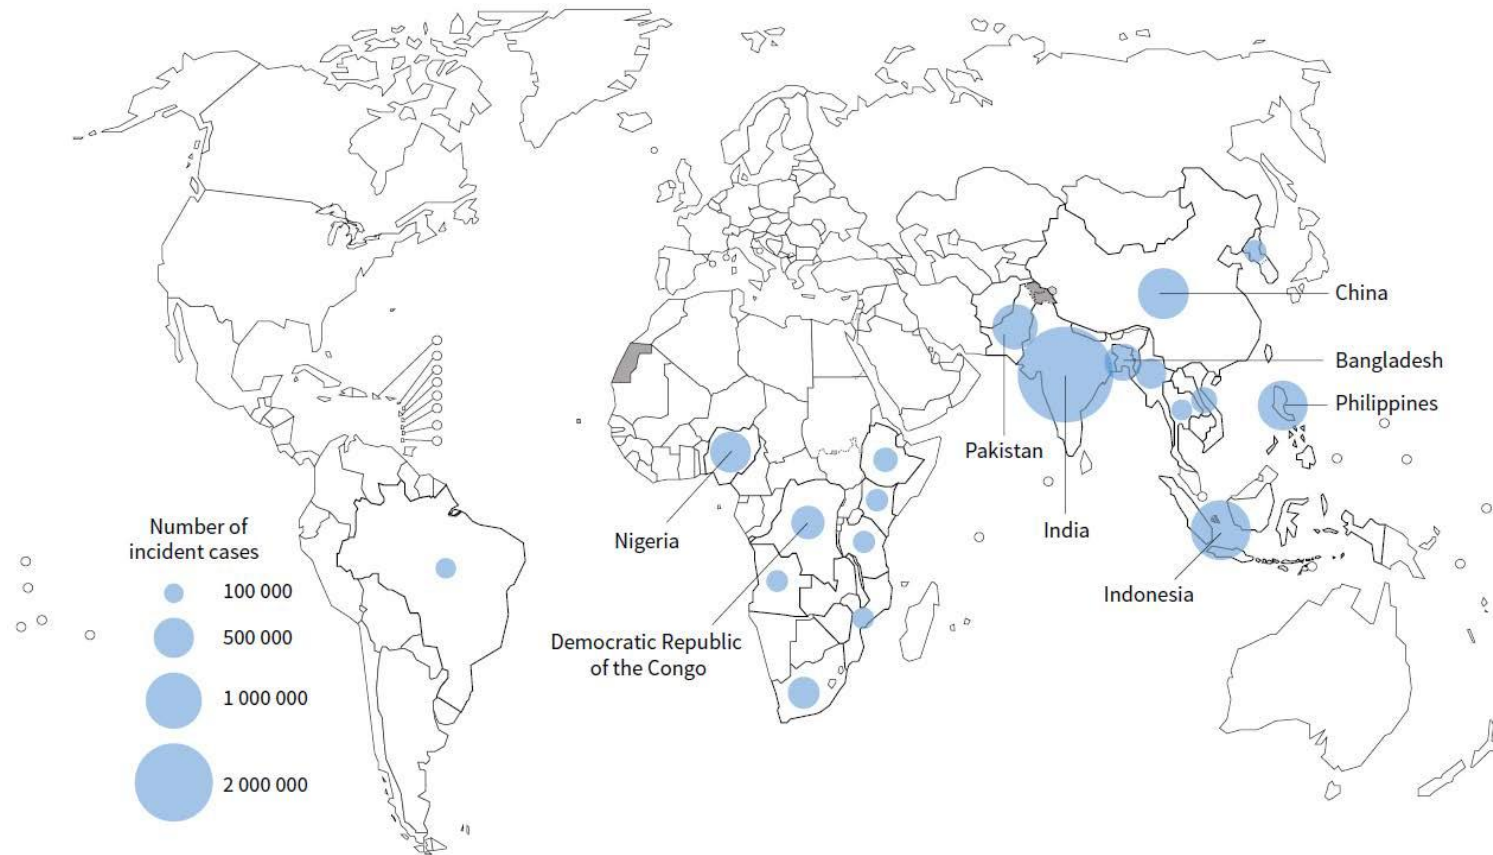 China
Bangladesh
Philippines
Pakistan
Number of
incident cases
India
Nigeria
100 000
Indonesia
500 000
Democratic Republic
of the Congo
1 000 000
2 000 000